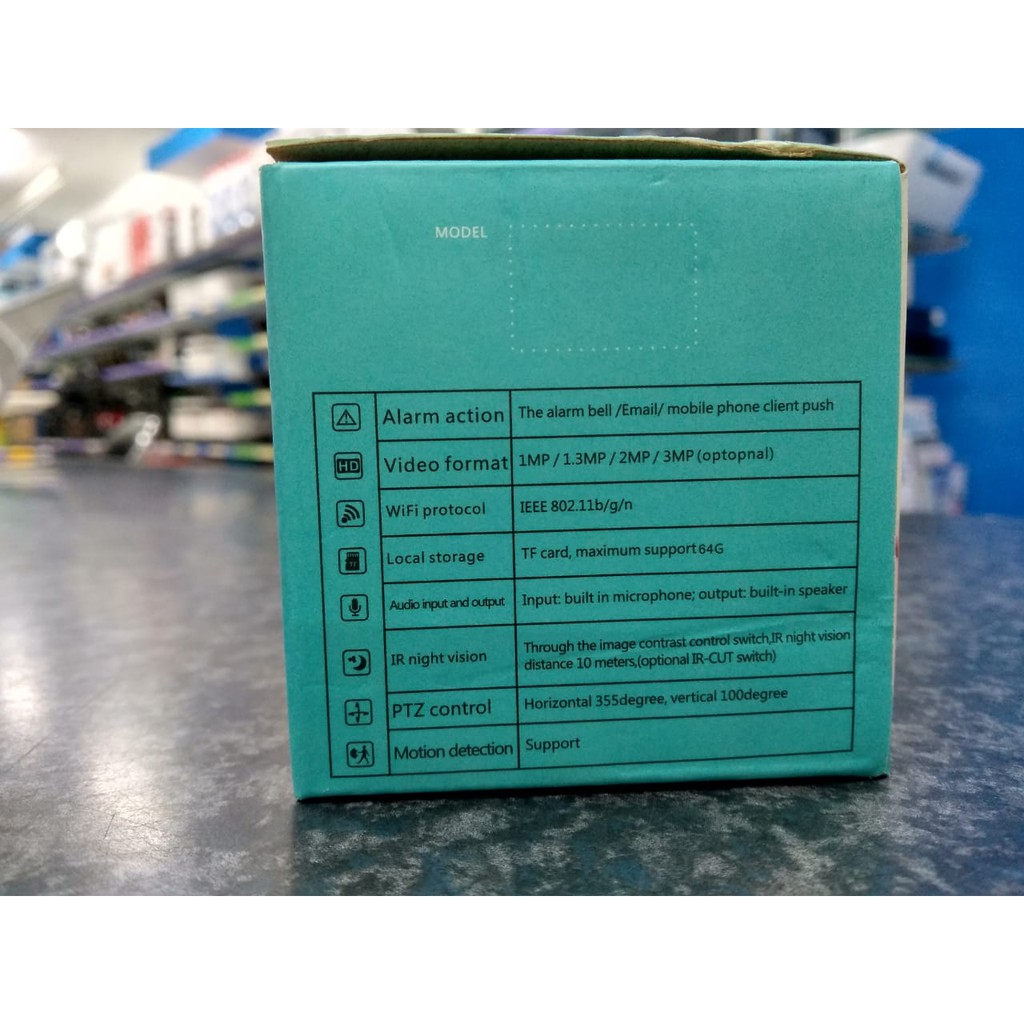 MODEL
Alarm action The alarm bell /Email/ mobile phone client push
HD Video format 1MP / 1.3MP / 2MP / 3MP (optopnal)
WiFi protocol IEEE 802.11b/g/n
TF Local storage TF card, maximum support 64G
Audio input and output Input: built in microphone; output: built-in speaker
IR night vision Through the image contrast control switch,IR night vision
distance 10 meters,(optional IR-CUT switch)
PTZ control Horizontal 355degree, vertical 100degree
Motion detection Support